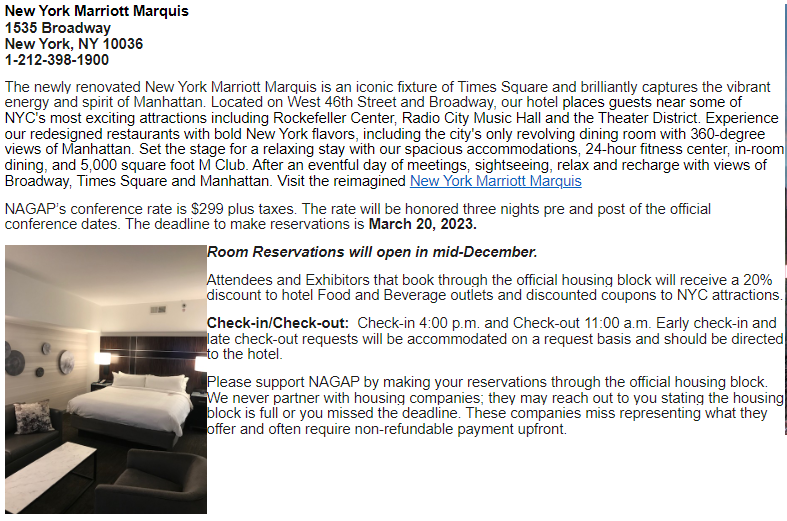 New York Marriott Marquis
1535 Broadway
New York, NY 10036
1-212-398-1900
The newly renovated New York Marriott Marquis is an iconic fixture of Times Square and brilliantly captures the vibrant
energy and spirit of Manhattan. Located on West 46th Street and Broadway, our hotel places guests near some of
NYC's most exciting attractions including Rockefeller Center, Radio City Music Hall and the Theater District. Experience
our redesigned restaurants with bold New York flavors, including the city's only revolving dining room with 360-degree
views of Manhattan. Set the stage for a relaxing stay with our spacious accommodations, 24-hour fitness center, in-room
dining, and 5,000 square foot M Club. After an eventful day of meetings, sightseeing, relax and recharge with views of
Broadway, Times Square and Manhattan. Visit the reimagined New York Marriott Marquis
NAGAP's conference rate is $299 plus taxes. The rate will be honored three nights pre and post of the official
conference dates. The deadline to make reservations is March 20, 2023.
Room Reservations will open in mid-December.
Attendees and Exhibitors that book through the official housing block will receive a 20%
discount to hotel Food and Beverage outlets and discounted coupons to NYC attractions.
Check-in/Check-out: Check-in 4:00 p.m. and Check-out 11:00 a.m. Early check-in and
late check-out requests will be accommodated on a request basis and should be directed
to the hotel.
Please support NAGAP by making your reservations through the official housing block.
We never partner with housing companies; they may reach out to you stating the housing
block is full or you missed the deadline. These companies miss representing what they
offer and often require non-refundable payment upfront.